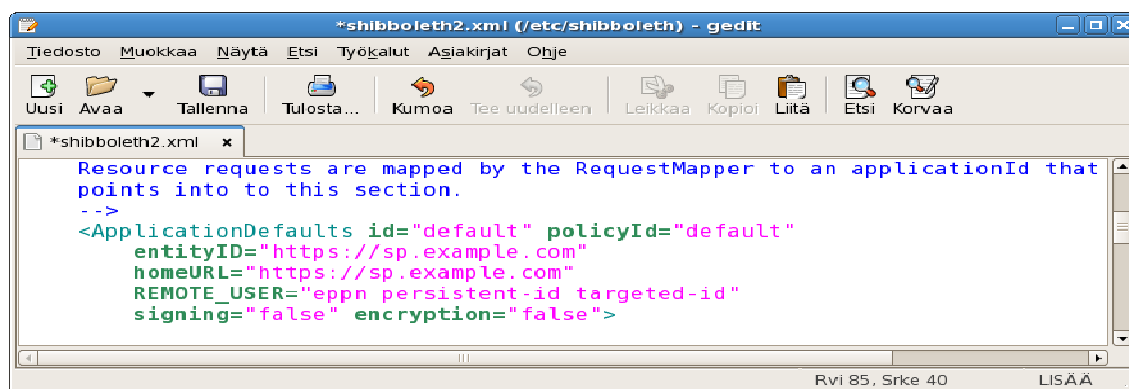 *shibboleth2.xml (/etc/shibboleth) - gedit
Tiedosto Muokkaa Näytä Etsi Työkalut Asiakirjat Ohje
Uusi Avaa Tallenna Tulosta... Kumoa Tee uudelleen Leikkaa Kopioi Liitä Etsi Korvaa
*shibboleth2.xml x
Resource requests are mapped by the RequestMapper to an applicationId that
points into to this section.
-->
<ApplicationDefaults id="default" policyId="default"
entityID="https://sp.example.com"
homeURL="https://sp.example.com"
REMOTE_USER="eppn persistent-id targeted-id"
signing="false" encryption="false">
Rvi 85, Srke 40 LISÄÄ